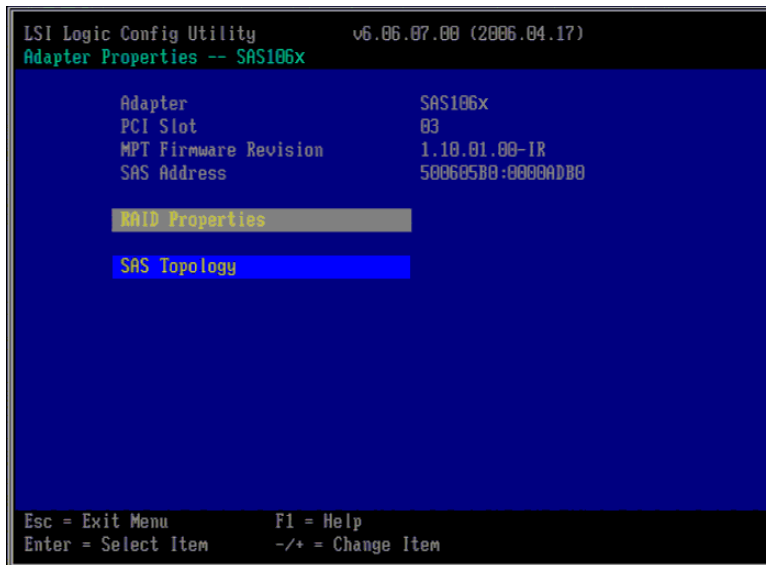 LSI Logic Config Utility v6.06.07.00 (2006.04.17)
Adapter Properties -- SAS106x
Adapter SAS106x
PCI Slot 03
MPT Firmware Revision 1.10.01.00-IR
SAS Address 500605B0:0000ADB0
RAID Properties
SAS Topology
Esc = Exit Menu F1 = Help
Enter = Select Item -/+ = Change Item